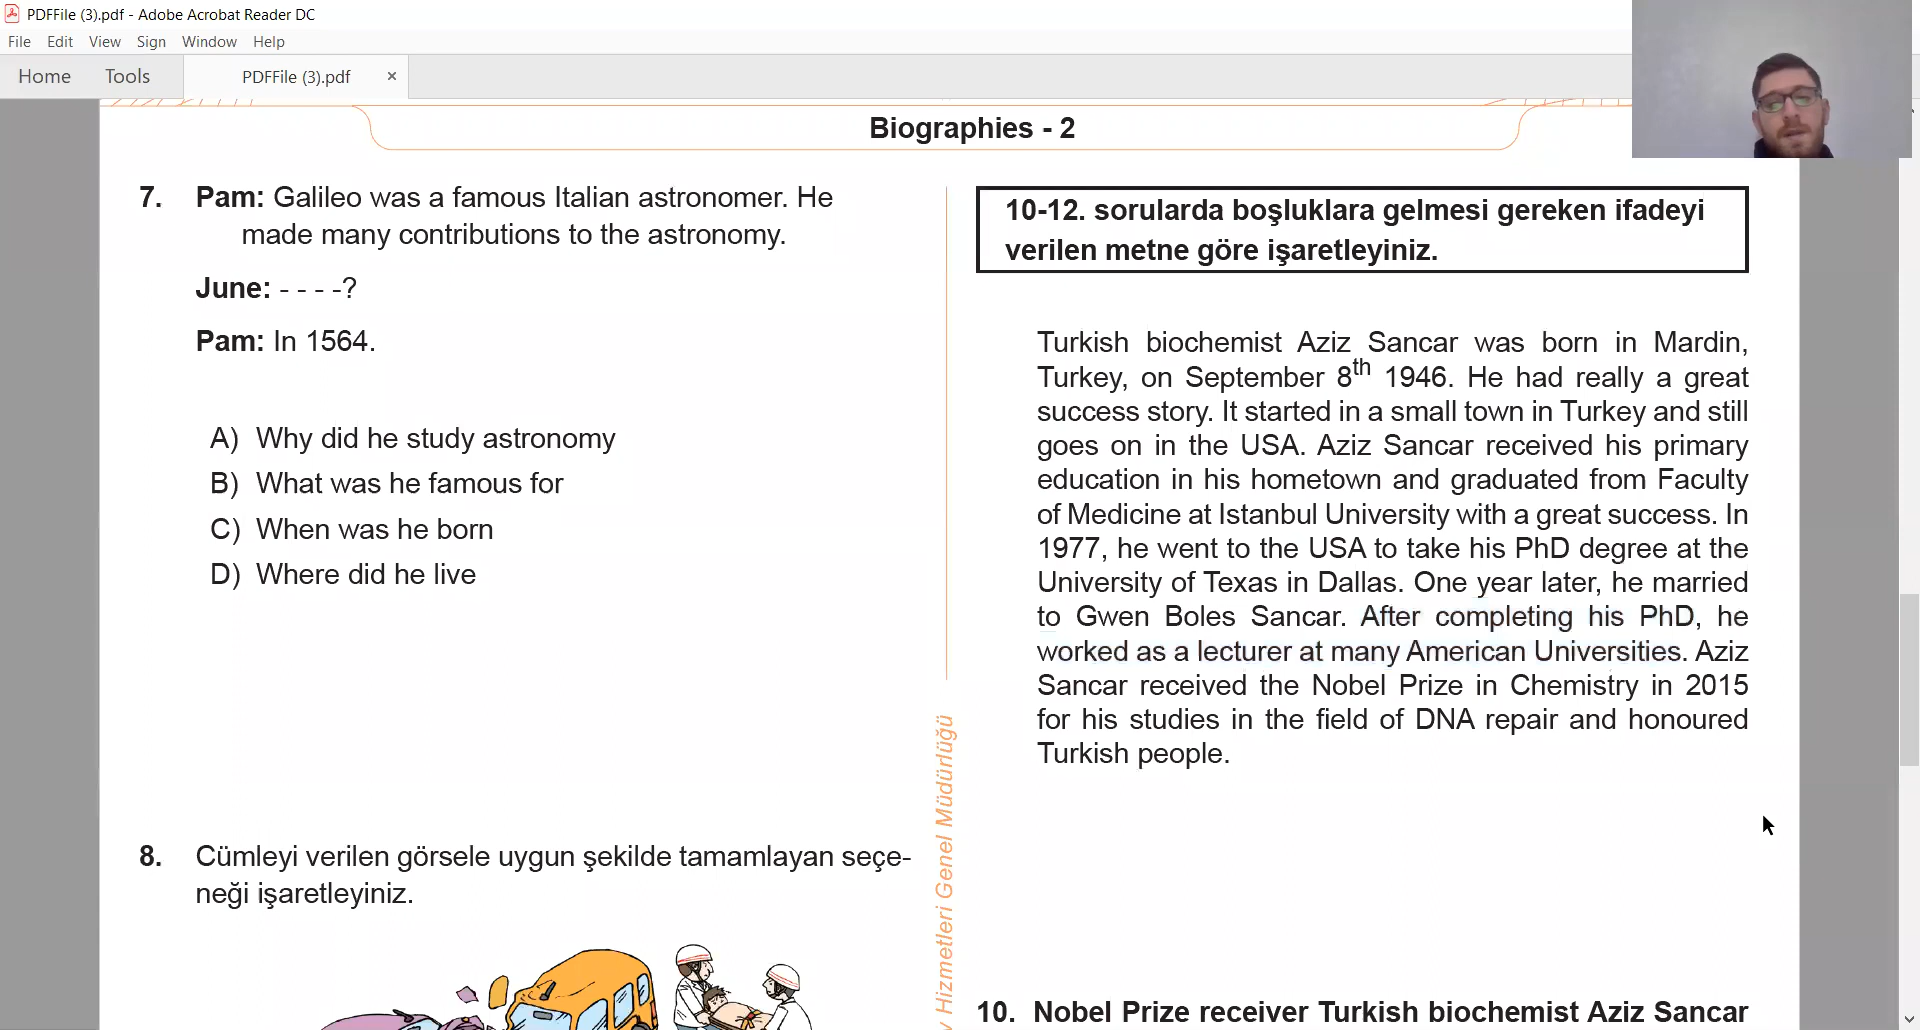 PDFFile (3).pdf - Adobe Acrobat Reader DC
File Edit View Sign Window Help
Home Tools PDFFile (3).pdf ×
Biographies - 2
7. Pam: Galileo was a famous Italian astronomer. He
made many contributions to the astronomy.
June: - - - -?
Pam: In 1564.
A) Why did he study astronomy
B) What was he famous for
C) When was he born
D) Where did he live
8. Cümleyi verilen görsele uygun şekilde tamamlayan seçe-
neği işaretleyiniz.
Hizmetleri Genel Müdürlüğü
10-12. sorularda boşluklara gelmesi gereken ifadeyi
verilen metne göre işaretleyiniz.
Turkish biochemist Aziz Sancar was born in Mardin,
Turkey, on September 8th 1946. He had really a great
success story. It started in a small town in Turkey and still
goes on in the USA. Aziz Sancar received his primary
education in his hometown and graduated from Faculty
of Medicine at Istanbul University with a great success. In
1977, he went to the USA to take his PhD degree at the
University of Texas in Dallas. One year later, he married
to Gwen Boles Sancar. After completing his PhD, he
worked as a lecturer at many American Universities. Aziz
Sancar received the Nobel Prize in Chemistry in 2015
for his studies in the field of DNA repair and honoured
Turkish people.
10. Nobel Prize receiver Turkish biochemist Aziz Sancar